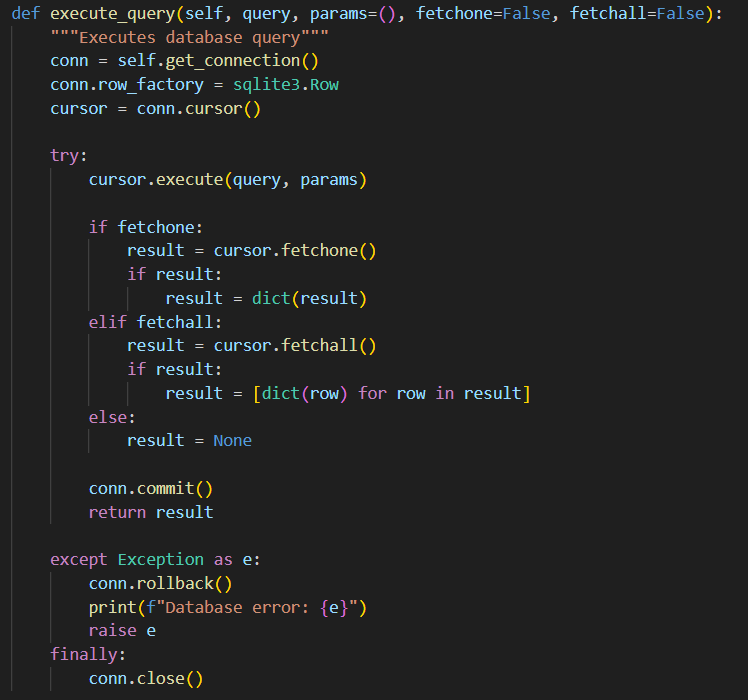 def execute_query(self, query, params=(), fetchone=False, fetchall=False):
    """Executes database query"""
    conn = self.get_connection()
    conn.row_factory = sqlite3.Row
    cursor = conn.cursor()

    try:
        cursor.execute(query, params)

        if fetchone:
            result = cursor.fetchone()
            if result:
                result = dict(result)
        elif fetchall:
            result = cursor.fetchall()
            if result:
                result = [dict(row) for row in result]
        else:
            result = None

        conn.commit()
        return result

    except Exception as e:
        conn.rollback()
        print(f"Database error: {e}")
        raise e
    finally:
        conn.close()